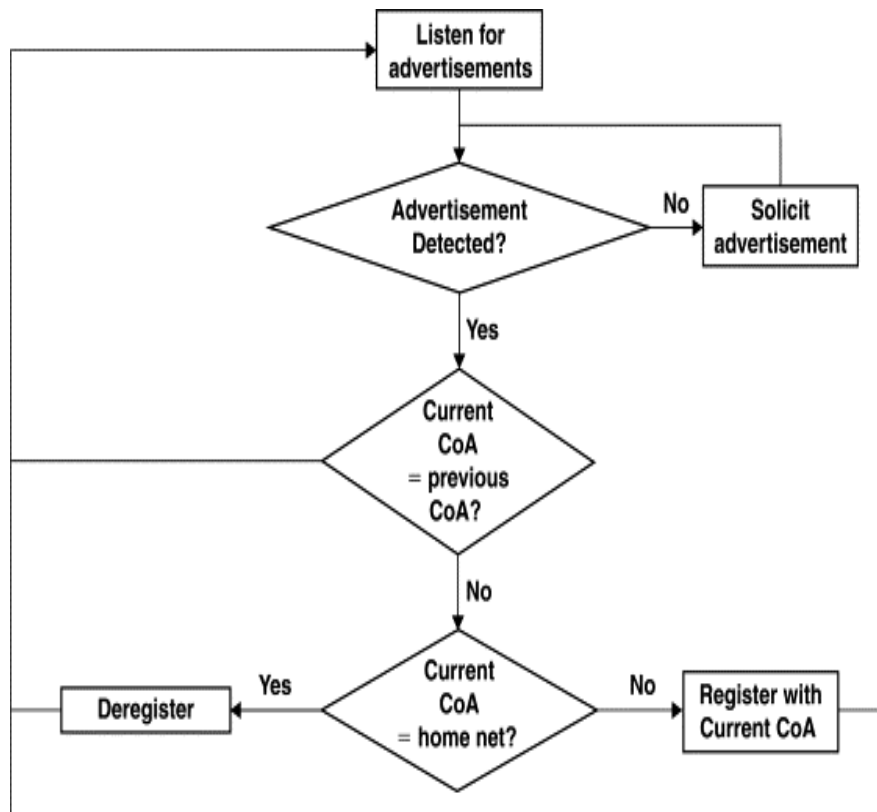 Listen for
advertisements
Advertisement
Detected?
No
Solicit
advertisement
Yes
Current
CoA
= previous
CoA?
No
Current
CoA
= home net?
Yes
Deregister
No
Register with
Current CoA